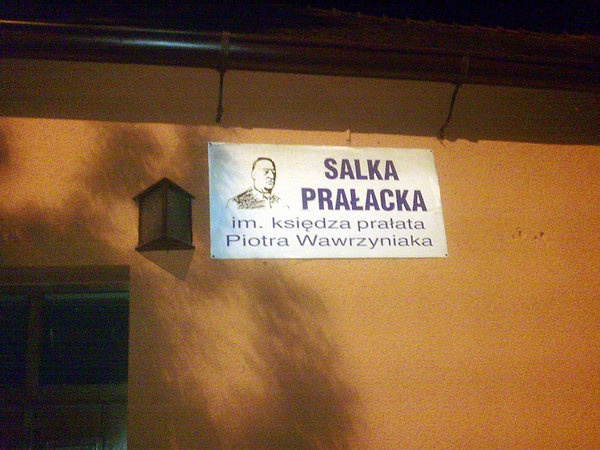 SALKA
PRAŁACKA
im. księdza prałata
Piotra Wawrzyniaka